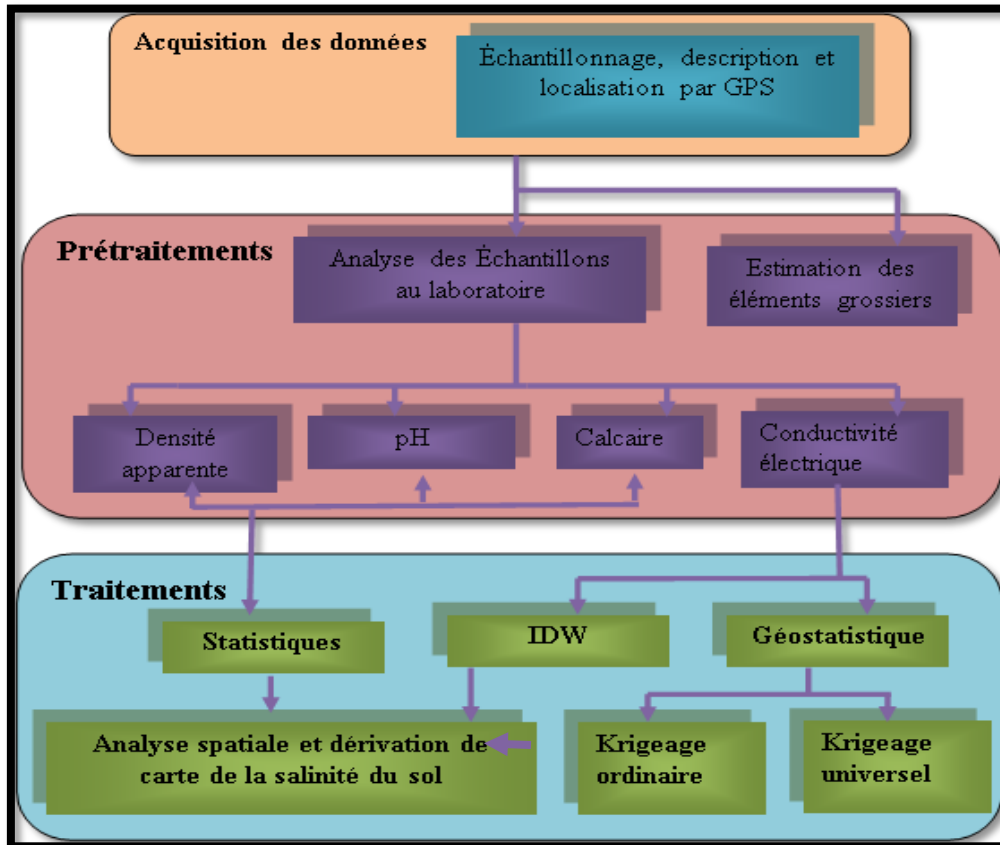 Acquisition des données
Échantillonnage, description et
localisation par GPS
Prétraitements
Analyse des Échantillons
au laboratoire
Estimation des
éléments grossiers
Densité
apparente
pH
Calcaire
Conductivité
électrique
Traitements
Statistiques
IDW
Géostatistique
Analyse spatiale et dérivation de
carte de la salinité du sol
Krigeage
ordinaire
Krigeage
universel